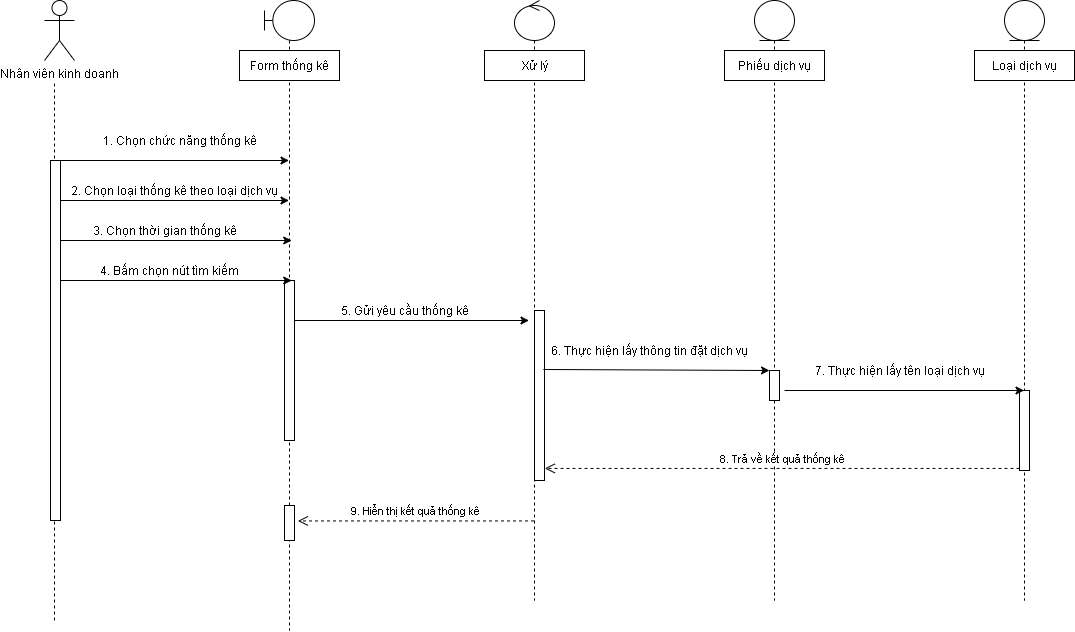 Nhân viên kinh doanh
Form thống kê
Xử lý
Phiếu dịch vụ
Loại dịch vụ
1. Chọn chức năng thống kê
2. Chọn loại thống kê theo loại dịch vụ
3. Chọn thời gian thống kê
4. Bấm chọn nút tìm kiếm
5. Gửi yêu cầu thống kê
6. Thực hiện lấy thông tin đặt dịch vụ
7. Thực hiện lấy tên loại dịch vụ
8. Trả về kết quả thống kê
9. Hiển thị kết quả thống kê